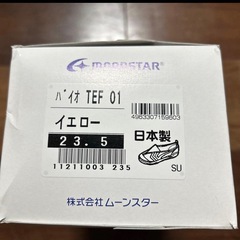 MOONSTAR
ﾊﾞｲｵ TEF 01
イエロー
23.5
日本製
11211003 235
SU
株式会社ムーンスター